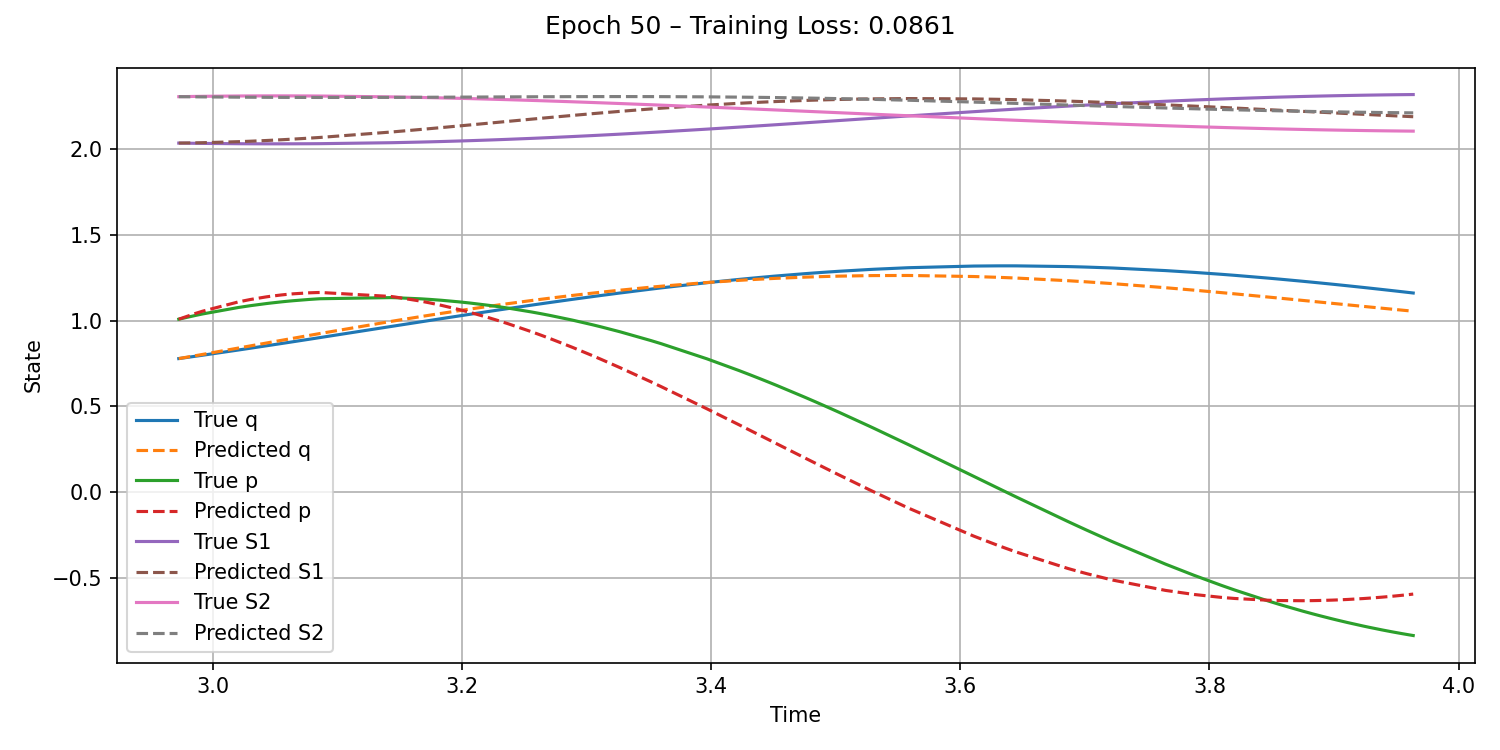 Epoch 50 – Training Loss: 0.0861
State
2.0
1.5
1.0
0.5
0.0
−0.5
True q
Predicted q
True p
Predicted p
True S1
Predicted S1
True S2
Predicted S2
3.0 3.2 3.4 3.6 3.8 4.0
Time